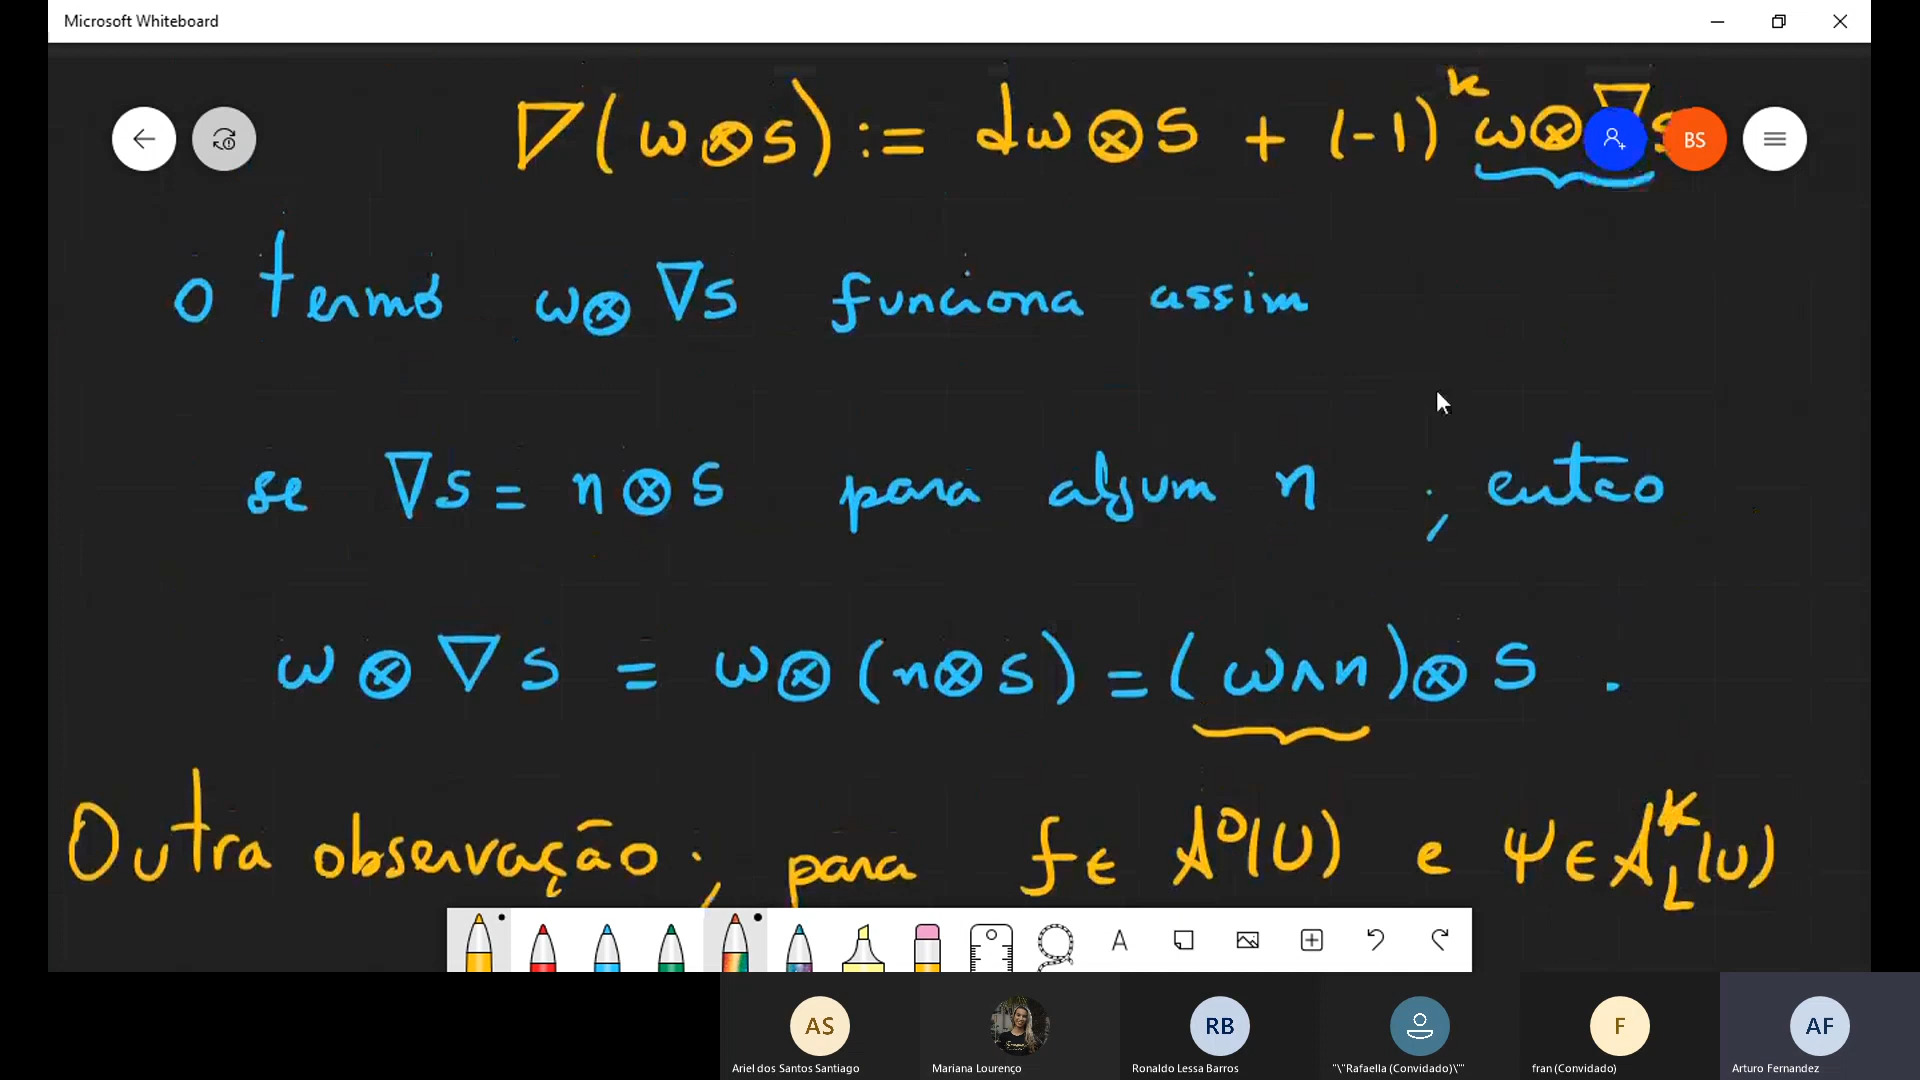 Microsoft Whiteboard
∇(ω⊗s) := dω⊗s + (-1)^k ω⊗∇s
BS
O termo ω⊗∇s funciona assim
se ∇s = η⊗s para algum η ; então
ω⊗∇s = ω⊗(η⊗s) = (ω∧η)⊗s .
Outra observação ; para f ∈ A⁰(U) e Ψ ∈ A_L^k(U)
A
AS
RB
F
AF
Ariel dos Santos Santiago
Mariana Lourenço
Ronaldo Lessa Barros
"\"Rafaella (Convidado)\""
fran (Convidado)
Arturo Fernandez